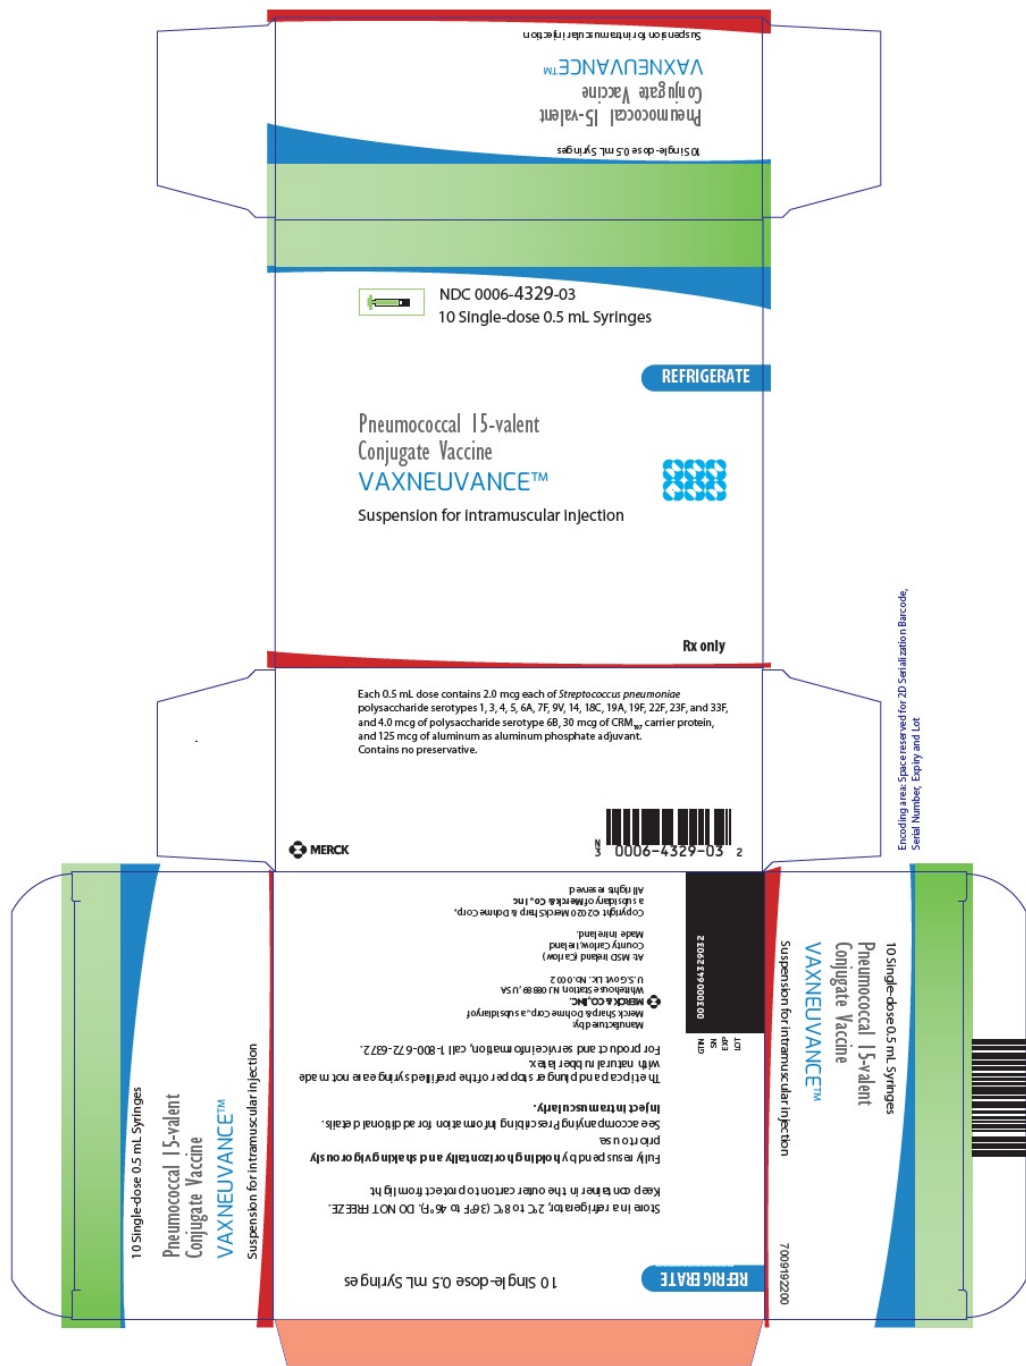 Suspension for intramuscular injection
VAXNEUVANCE™
Pneumococcal 15-valent
Conjugate Vaccine
10 Single-dose 0.5 mL Syringes
NDC 0006-4329-03
10 Single-dose 0.5 mL Syringes
REFRIGERATE
Pneumococcal 15-valent
Conjugate Vaccine
VAXNEUVANCE™
Suspension for intramuscular injection
Rx only
Each 0.5 mL dose contains 2.0 mcg each of Streptococcus pneumoniae
polysaccharide serotypes 1, 3, 4, 5, 6A, 7F, 9V, 14, 18C, 19A, 19F, 22F, 23F, and 33F,
and 4.0 mcg of polysaccharide serotype 6B, 30 mcg of CRM197 carrier protein,
and 125 mcg of aluminum as aluminum phosphate adjuvant.
Contains no preservative.
MERCK
N
3 0006-4329-03 2
Encoding area: Space reserved for 2D Serialization Barcode,
Serial Number, Expiry and Lot
10 Single-dose 0.5 mL Syringes
Pneumococcal 15-valent
Conjugate Vaccine
VAXNEUVANCE™
Suspension for intramuscular injection
10 Single-dose 0.5 mL Syringes
REFRIGERATE
Store in a refrigerator, 2°C to 8°C (36°F to 46°F). DO NOT FREEZE.
Keep container in the outer carton to protect from light
Fully resuspend by holding horizontally and shaking vigorously
prior to use.
See accompanying Prescribing Information for additional details.
Inject intramuscularly.
The tip cap and plunger stopper of the prefilled syringe are not made
with natural rubber latex.
For product and service information, call 1-800-672-6372.
Manufacture by:
Merck Sharp & Dohme Corp., a subsidiary of
MERCK & CO., INC.
Whitehouse Station NJ 08889, USA
U.S. Govt Lic. No. 0002
At: MSD Ireland (Carlow)
County Carlow, Ireland
Made in Ireland.
Copyright © 2020 Merck Sharp & Dohme Corp.,
a subsidiary of Merck & Co., Inc
All rights reserved
00300064329032
GTIN
SN
EXP
LOT
10 Single-dose 0.5 mL Syringes
Pneumococcal 15-valent
Conjugate Vaccine
VAXNEUVANCE™
Suspension for intramuscular injection
7009192200